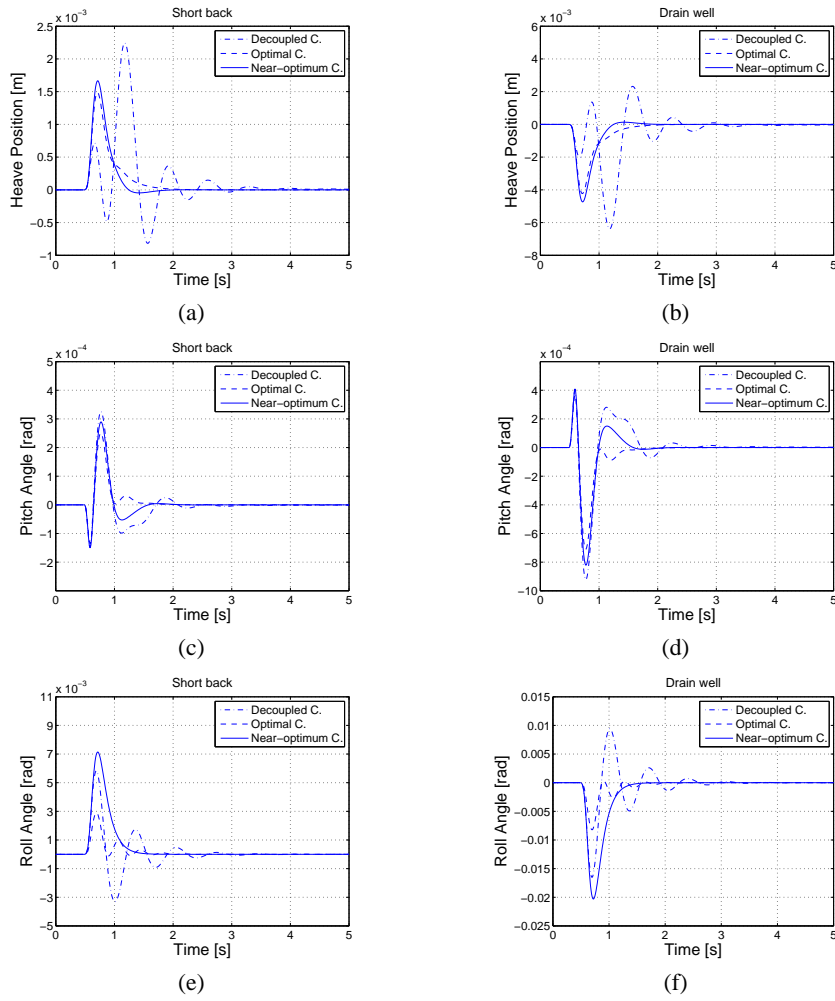 x 10⁻³
Short back
2.5
2
1.5
1
0.5
0
−0.5
−1
Heave Position [m]
Decoupled C.
Optimal C.
Near−optimum C.
0 1 2 3 4 5
Time [s]
(a)
x 10⁻³
Drain well
6
4
2
0
−2
−4
−6
−8
Heave Position [m]
Decoupled C.
Optimal C.
Near−optimum C.
0 1 2 3 4 5
Time [s]
(b)
x 10⁻⁴
Short back
5
4
3
2
1
0
−1
−2
Pitch Angle [rad]
Decoupled C.
Optimal C.
Near−optimum C.
0 1 2 3 4 5
Time [s]
(c)
x 10⁻⁴
Drain well
4
2
0
−2
−4
−6
−8
−10
Pitch Angle [rad]
Decoupled C.
Optimal C.
Near−optimum C.
0 1 2 3 4 5
Time [s]
(d)
x 10⁻³
Short back
11
9
7
5
3
1
−1
−3
−5
Roll Angle [rad]
Decoupled C.
Optimal C.
Near−optimum C.
0 1 2 3 4 5
Time [s]
(e)
Drain well
0.015
0.01
0.005
0
−0.005
−0.01
−0.015
−0.02
−0.025
Roll Angle [rad]
Decoupled C.
Optimal C.
Near−optimum C.
0 1 2 3 4 5
Time [s]
(f)